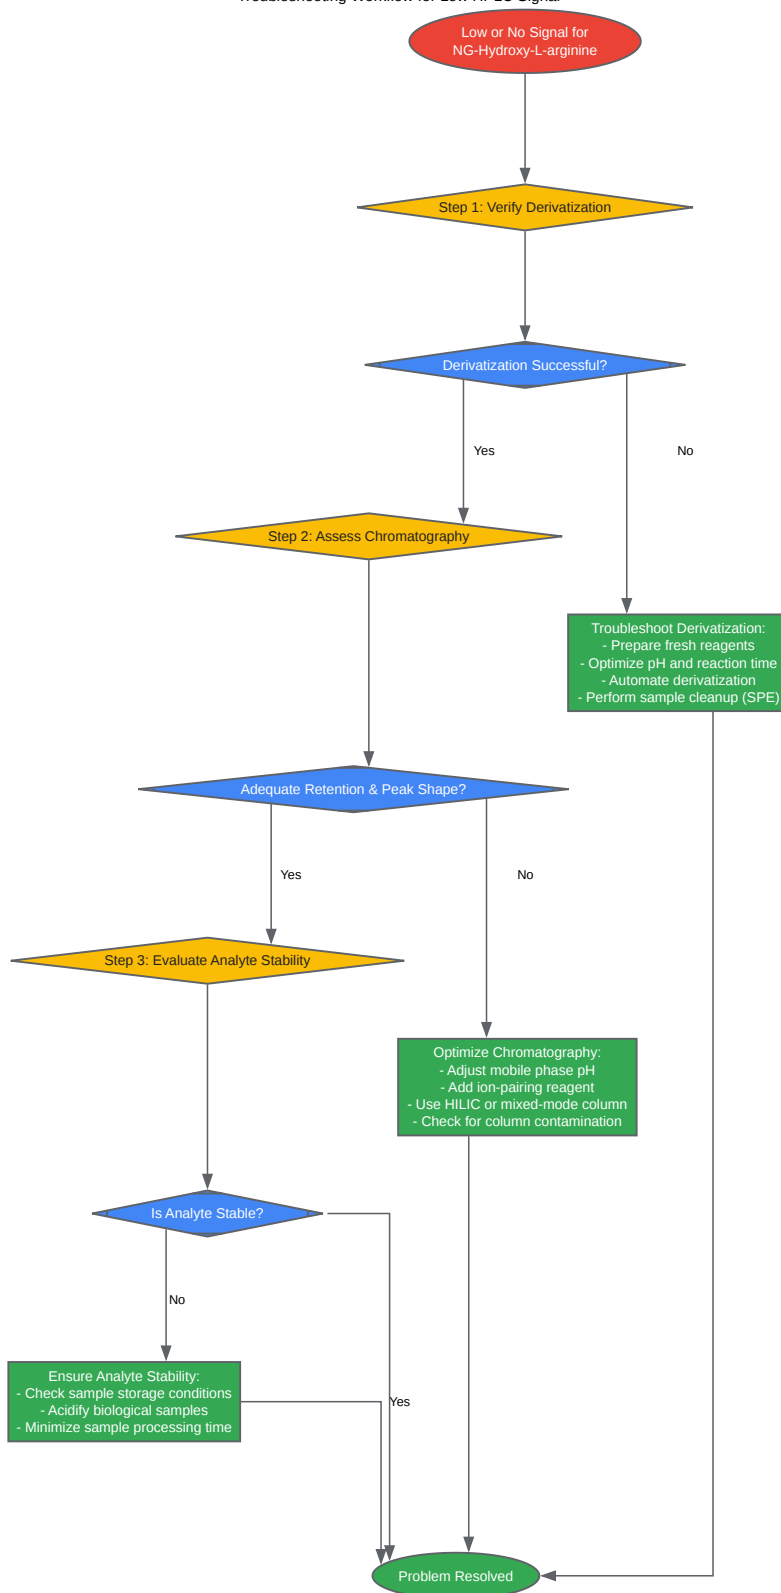 Low or No Signal for
NG-Hydroxy-L-arginine
Step 1: Verify Derivatization
Derivatization Successful?
Yes
No
Step 2: Assess Chromatography
Troubleshoot Derivatization:
- Prepare fresh reagents
- Optimize pH and reaction time
- Automate derivatization
- Perform sample cleanup (SPE)
Adequate Retention & Peak Shape?
Yes
No
Step 3: Evaluate Analyte Stability
Optimize Chromatography:
- Adjust mobile phase pH
- Add ion-pairing reagent
- Use HILIC or mixed-mode column
- Check for column contamination
Is Analyte Stable?
No
Ensure Analyte Stability:
- Check sample storage conditions
- Acidify biological samples
- Minimize sample processing time
Yes
Problem Resolved